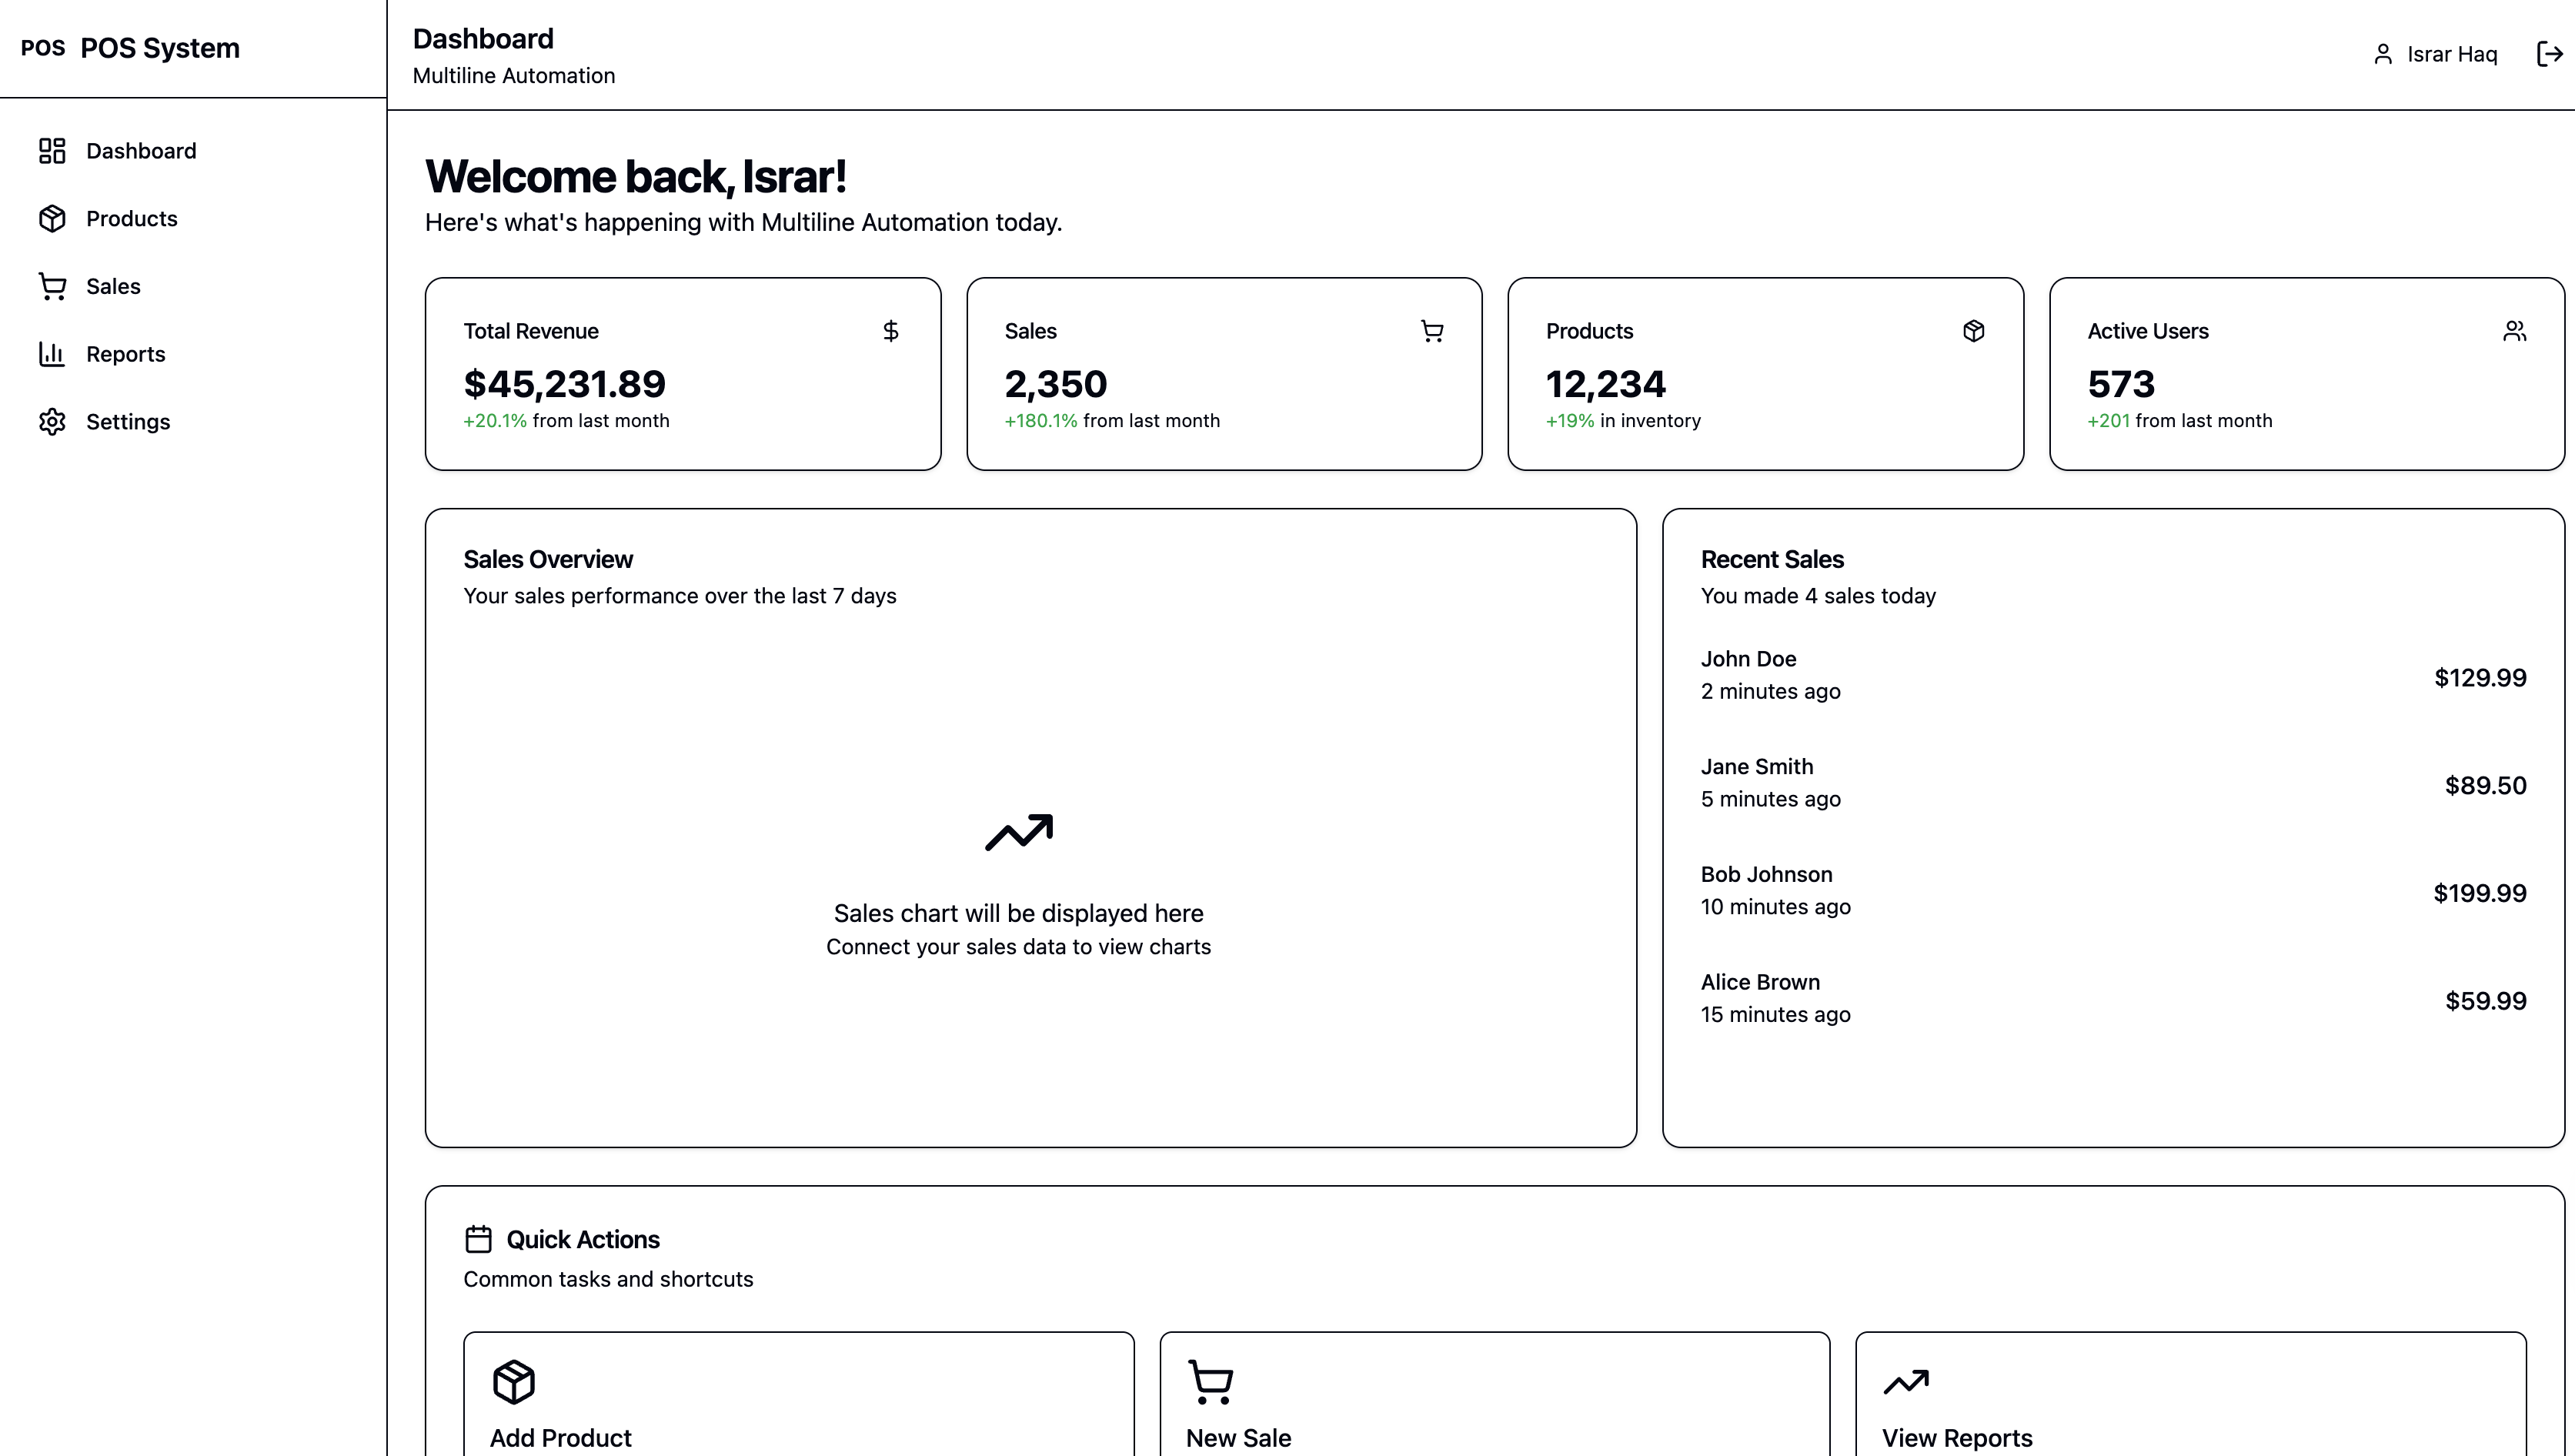 POS POS System
Dashboard
Products
Sales
Reports
Settings
Dashboard
Multiline Automation
Israr Haq
Welcome back, Israr!
Here's what's happening with Multiline Automation today.
Total Revenue
$45,231.89
+20.1% from last month
Sales
2,350
+180.1% from last month
Products
12,234
+19% in inventory
Active Users
573
+201 from last month
Sales Overview
Your sales performance over the last 7 days
Sales chart will be displayed here
Connect your sales data to view charts
Recent Sales
You made 4 sales today
John Doe
2 minutes ago
$129.99
Jane Smith
5 minutes ago
$89.50
Bob Johnson
10 minutes ago
$199.99
Alice Brown
15 minutes ago
$59.99
Quick Actions
Common tasks and shortcuts
Add Product
New Sale
View Reports